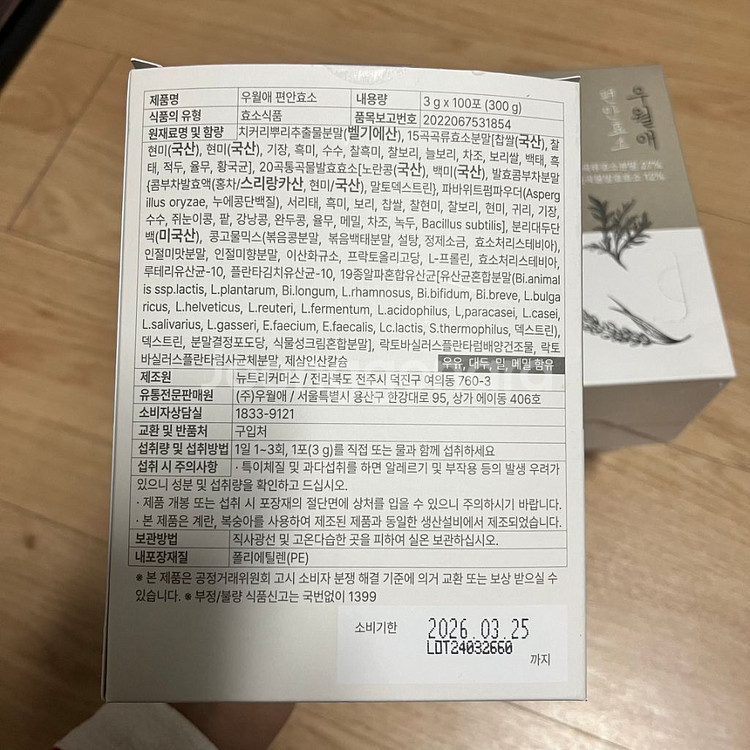 제품명 우월애 편안효소 내용량 3 g x 100포 (300 g)
식품의 유형 효소식품 품목보고번호 2022067531854
원재료명 및 함량 치커리뿌리추출물분말(벨기에산), 15곡곡류효소분말[찹쌀(국산), 찰
현미(국산), 현미(국산), 기장, 흑미, 수수, 찰흑미, 찰보리, 늘보리, 차조, 보리쌀, 백태, 흑
태, 적두, 율무, 황국균], 20곡통곡물발효효소[노란콩(국산), 백미(국산), 발효콤부차분말
{콤부차발효액(홍차/스리랑카산, 현미/국산), 말토덱스트린}, 파바위트펌파우더(Asperg
illus oryzae, 누에콩단백질), 서리태, 흑미, 보리, 찹쌀, 찰현미, 찰보리, 현미, 귀리, 기장,
수수, 쥐눈이콩, 팥, 강낭콩, 완두콩, 율무, 메밀, 차조, 녹두, Bacillus subtilis], 분리대두단
백(미국산), 콩고물믹스(볶음콩분말, 볶음백태분말, 설탕, 정제소금, 효소처리스테비아),
인절미맛분말, 인절미향분말, 이산화규소, 프락토올리고당, L-프롤린, 효소처리스테비아,
루테리유산균-10, 플란타김치유산균-10, 19종알파혼합유산균[유산균혼합분말(Bi.animal
is ssp.lactis, L.plantarum, Bi.longum, L.rhamnosus, Bi.bifidum, Bi.breve, L.bulga
ricus, L.helveticus, L.reuteri, L.fermentum, L.acidophilus, L,paracasei, L.casei,
L.salivarius, L.gasseri, E.faecium, E.faecalis, Lc.lactis, S.thermophilus, 덱스트린),
덱스트린, 분말결정포도당, 식물성크림혼합분말], 락토바실러스플란타럼배양건조물, 락토
바실러스플란타럼사균체분말, 제삼인산칼슘 우유, 대두, 밀, 메밀 함유
제조원 뉴트리커머스 / 전라북도 전주시 덕진구 여의동 760-3
유통전문판매원 (주)우월애 / 서울특별시 용산구 한강대로 95, 상가 에이동 406호
소비자상담실 1833-9121
교환 및 반품처 구입처
섭취량 및 섭취방법 1일 1~3회, 1포(3 g)를 직접 또는 물과 함께 섭취하세요
섭취 시 주의사항 · 특이체질 및 과다섭취를 하면 알레르기 및 부작용 등의 발생 우려가
있으니 성분 및 섭취량을 확인하고 드십시오.
· 제품 개봉 또는 섭취 시 포장재의 절단면에 상처를 입을 수 있으니 주의하시기 바랍니다.
· 본 제품은 계란, 복숭아를 사용하여 제조된 제품과 동일한 생산설비에서 제조되었습니다.
보관방법 직사광선 및 고온다습한 곳을 피하여 실온 보관하십시오.
내포장재질 폴리에틸렌(PE)
※ 본 제품은 공정거래위원회 고시 소비자 분쟁 해결 기준에 의거 교환 또는 보상 받으실 수
있습니다. ※ 부정/불량 식품신고는 국번없이 1399
소비기한 2026.03.25
LOT24032660
까지
우월애
편안효소
곡류효소분말 27%
곡물발효효소 12%